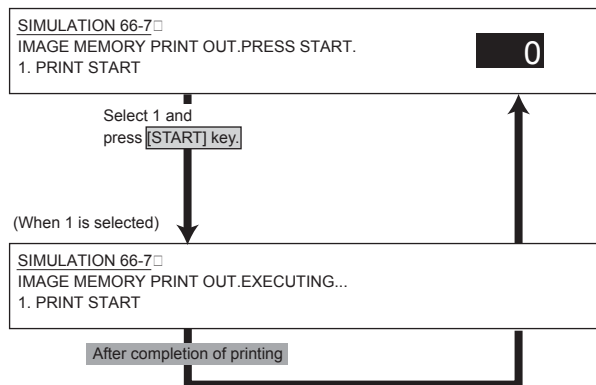 SIMULATION 66-7□
IMAGE MEMORY PRINT OUT.PRESS START.
1. PRINT START
0
Select 1 and
press [START] key.
(When 1 is selected)
SIMULATION 66-7□
IMAGE MEMORY PRINT OUT.EXECUTING...
1. PRINT START
After completion of printing